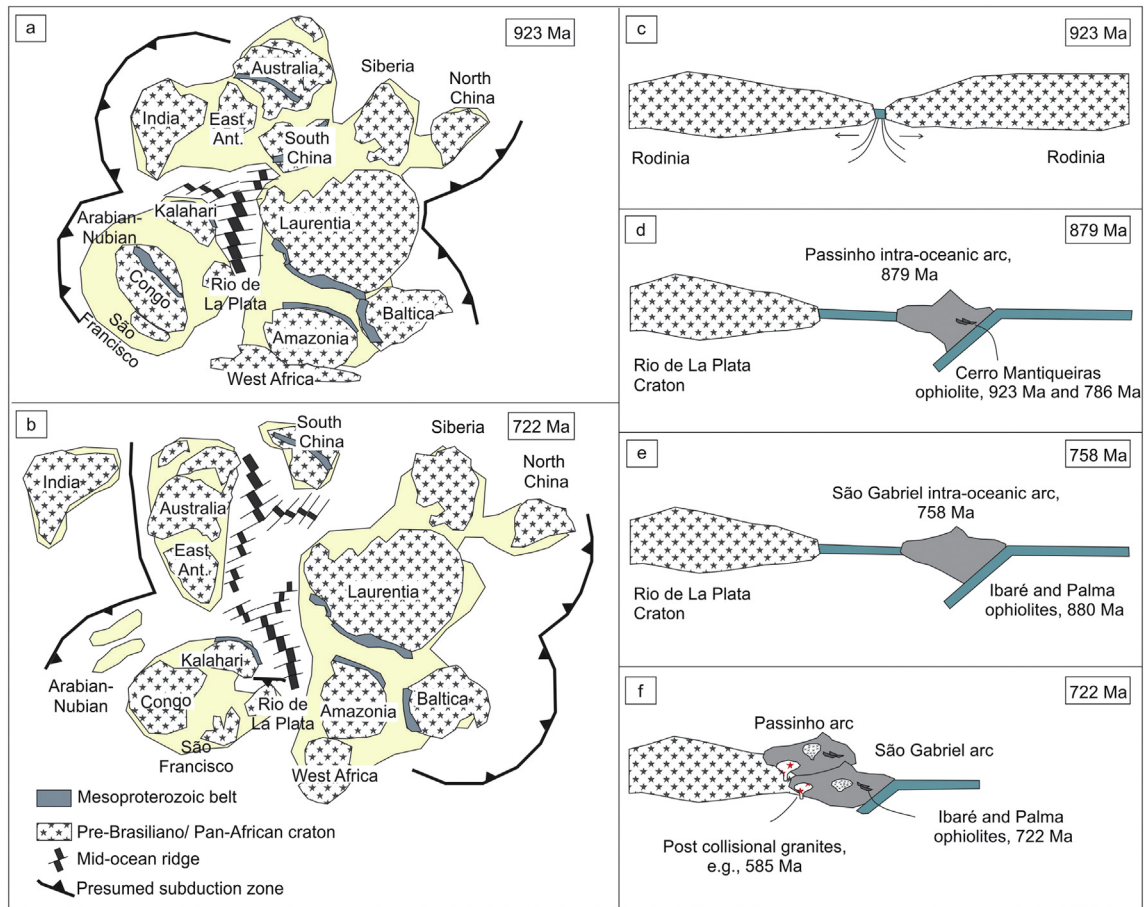 a
923 Ma
Australia
Siberia
North
China
India
East
Ant.
South
China
Kalahari
Arabian-
Nubian
Laurentia
Congo
Rio de
La Plata
São
Francisco
Baltica
Amazonia
West Africa
b
722 Ma
South
China
Siberia
North
China
India
Australia
East
Ant.
Laurentia
Kalahari
Arabian-
Nubian
Congo
Rio de
La Plata
Amazonia
Baltica
São
Francisco
West Africa
Mesoproterozoic belt
Pre-Brasiliano/ Pan-African craton
Mid-ocean ridge
Presumed subduction zone
c
923 Ma
Rodinia
Rodinia
d
879 Ma
Passinho intra-oceanic arc,
879 Ma
Rio de La Plata
Craton
Cerro Mantiqueiras
ophiolite, 923 Ma and 786 Ma
e
758 Ma
São Gabriel intra-oceanic arc,
758 Ma
Rio de La Plata
Craton
Ibaré and Palma
ophiolites, 880 Ma
f
722 Ma
Passinho arc
São Gabriel arc
Post collisional granites,
e.g., 585 Ma
Ibaré and Palma
ophiolites, 722 Ma